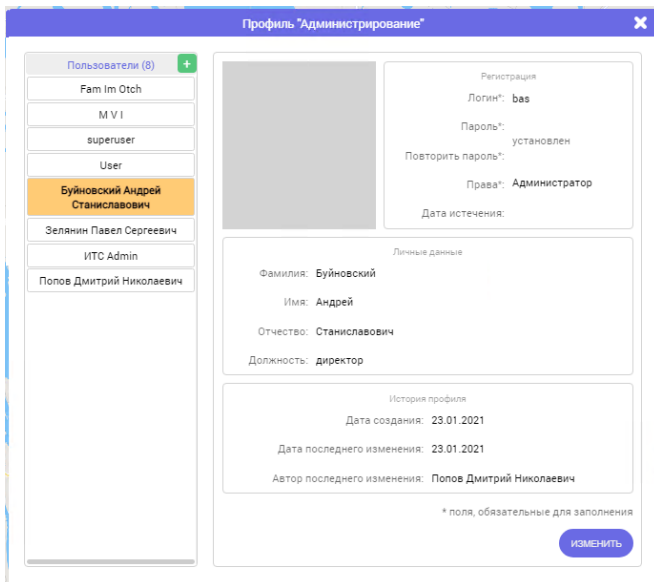 Профиль "Администрирование"
Пользователи (8)
Fam Im Otch
M V I
superuser
User
Буйновский Андрей
Станиславович
Зелянин Павел Сергеевич
ИТС Admin
Попов Дмитрий Николаевич
Регистрация
Логин*: bas
Пароль*:
установлен
Повторить пароль*:
Права*: Администратор
Дата истечения:
Личные данные
Фамилия: Буйновский
Имя: Андрей
Отчество: Станиславович
Должность: директор
История профиля
Дата создания: 23.01.2021
Дата последнего изменения: 23.01.2021
Автор последнего изменения: Попов Дмитрий Николаевич
* поля, обязательные для заполнения
ИЗМЕНИТЬ